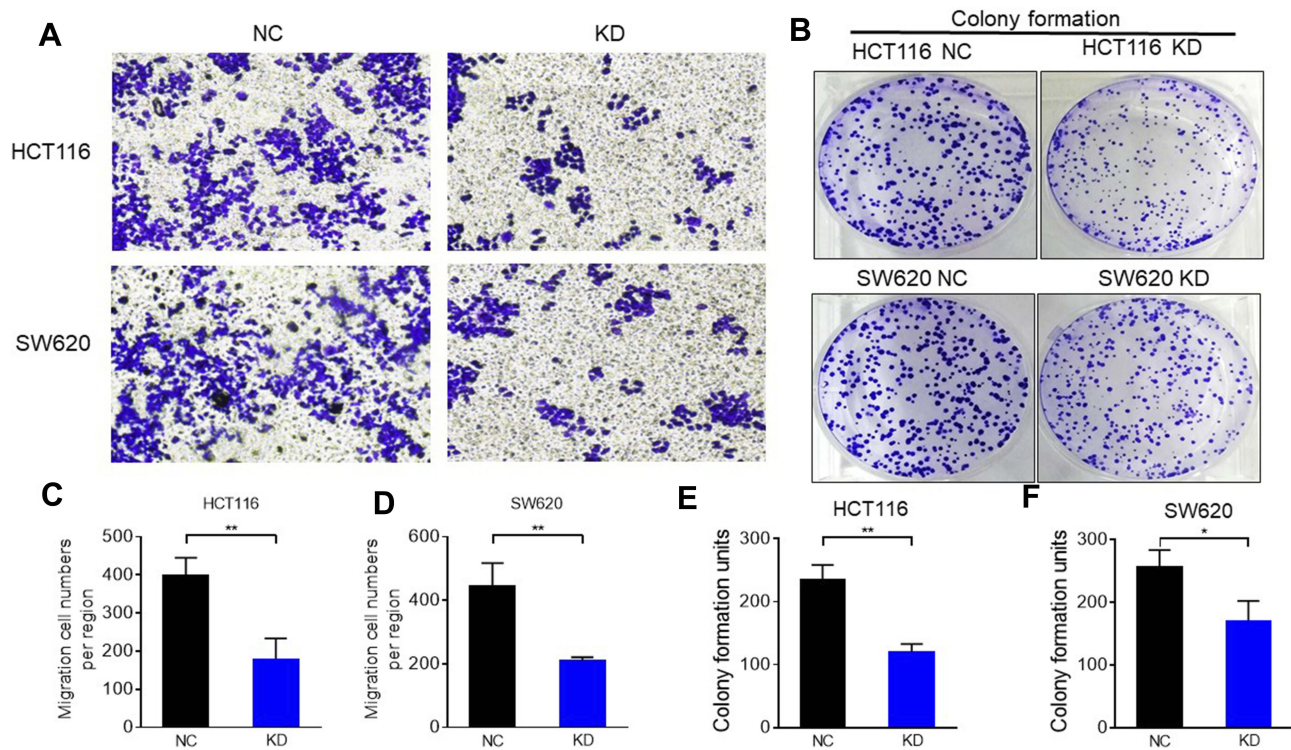 A
NC
KD
HCT116
SW620
B
Colony formation
HCT116 NC
HCT116 KD
SW620 NC
SW620 KD
C
HCT116
**
Migration cell numbers
per region
500
400
300
200
100
0
NC
KD
D
SW620
**
Migration cell numbers
per region
600
400
200
0
NC
KD
E
HCT116
**
Colony formation units
300
200
100
0
NC
KD
F
SW620
*
Colony formation units
300
200
100
0
NC
KD